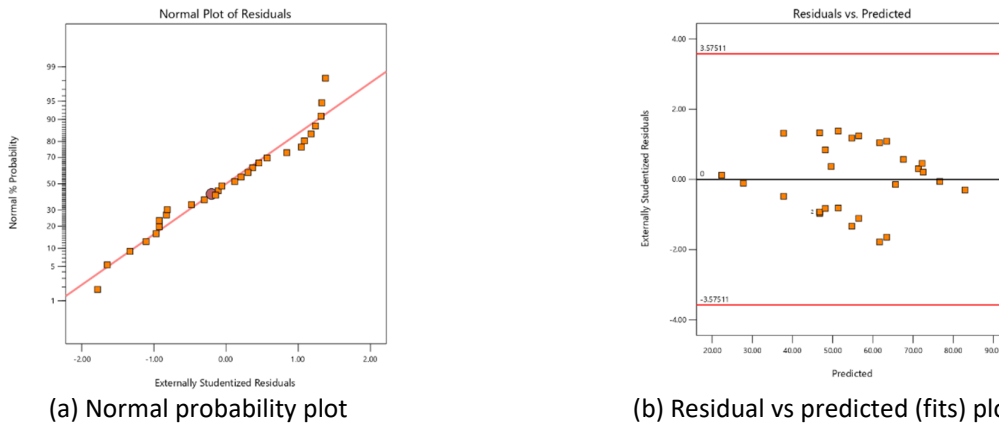 Normal Plot of Residuals
99
95
90
80
70
50
30
20
10
5
1
Normal % Probability
-2.00 -1.00 0.00 1.00 2.00
Externally Studentized Residuals
(a) Normal probability plot
Residuals vs. Predicted
4.00
3.57511
2.00
0
0.00
2
-2.00
-3.57511
-4.00
Externally Studentized Residuals
20.00 30.00 40.00 50.00 60.00 70.00 80.00 90.0
Predicted
(b) Residual vs predicted (fits) plo